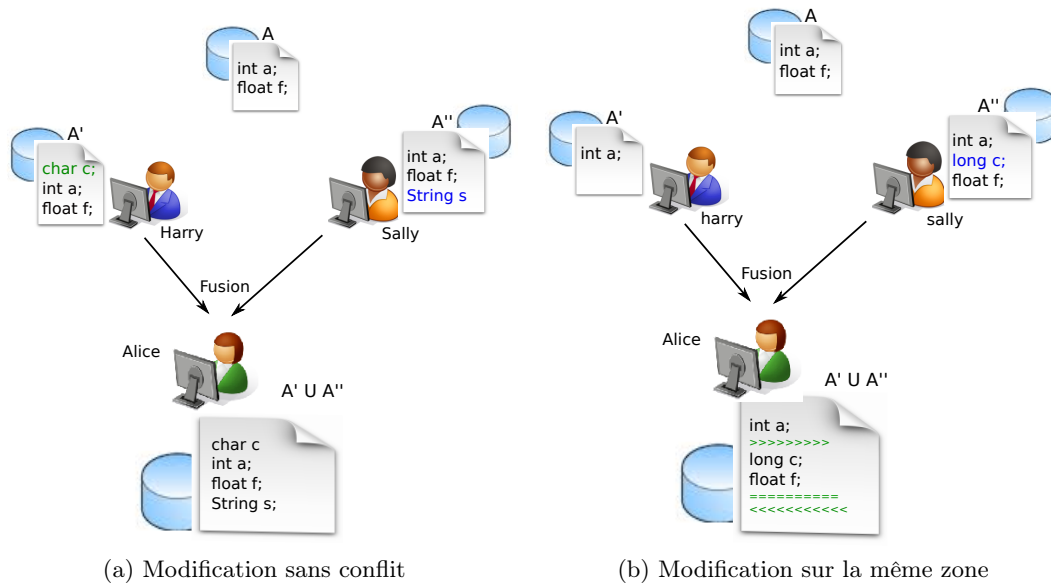 A
int a;
float f;
A'
char c;
int a;
float f;
Harry
A''
int a;
float f;
String s
Sally
Fusion
Alice
A' U A''
char c
int a;
float f;
String s;
(a) Modification sans conflit
A
int a;
float f;
A'
int a;
harry
A''
int a;
long c;
float f;
sally
Fusion
Alice
A' U A''
int a;
>>>>>>>>>
long c;
float f;
==========
<<<<<<<<<<<
(b) Modification sur la même zone